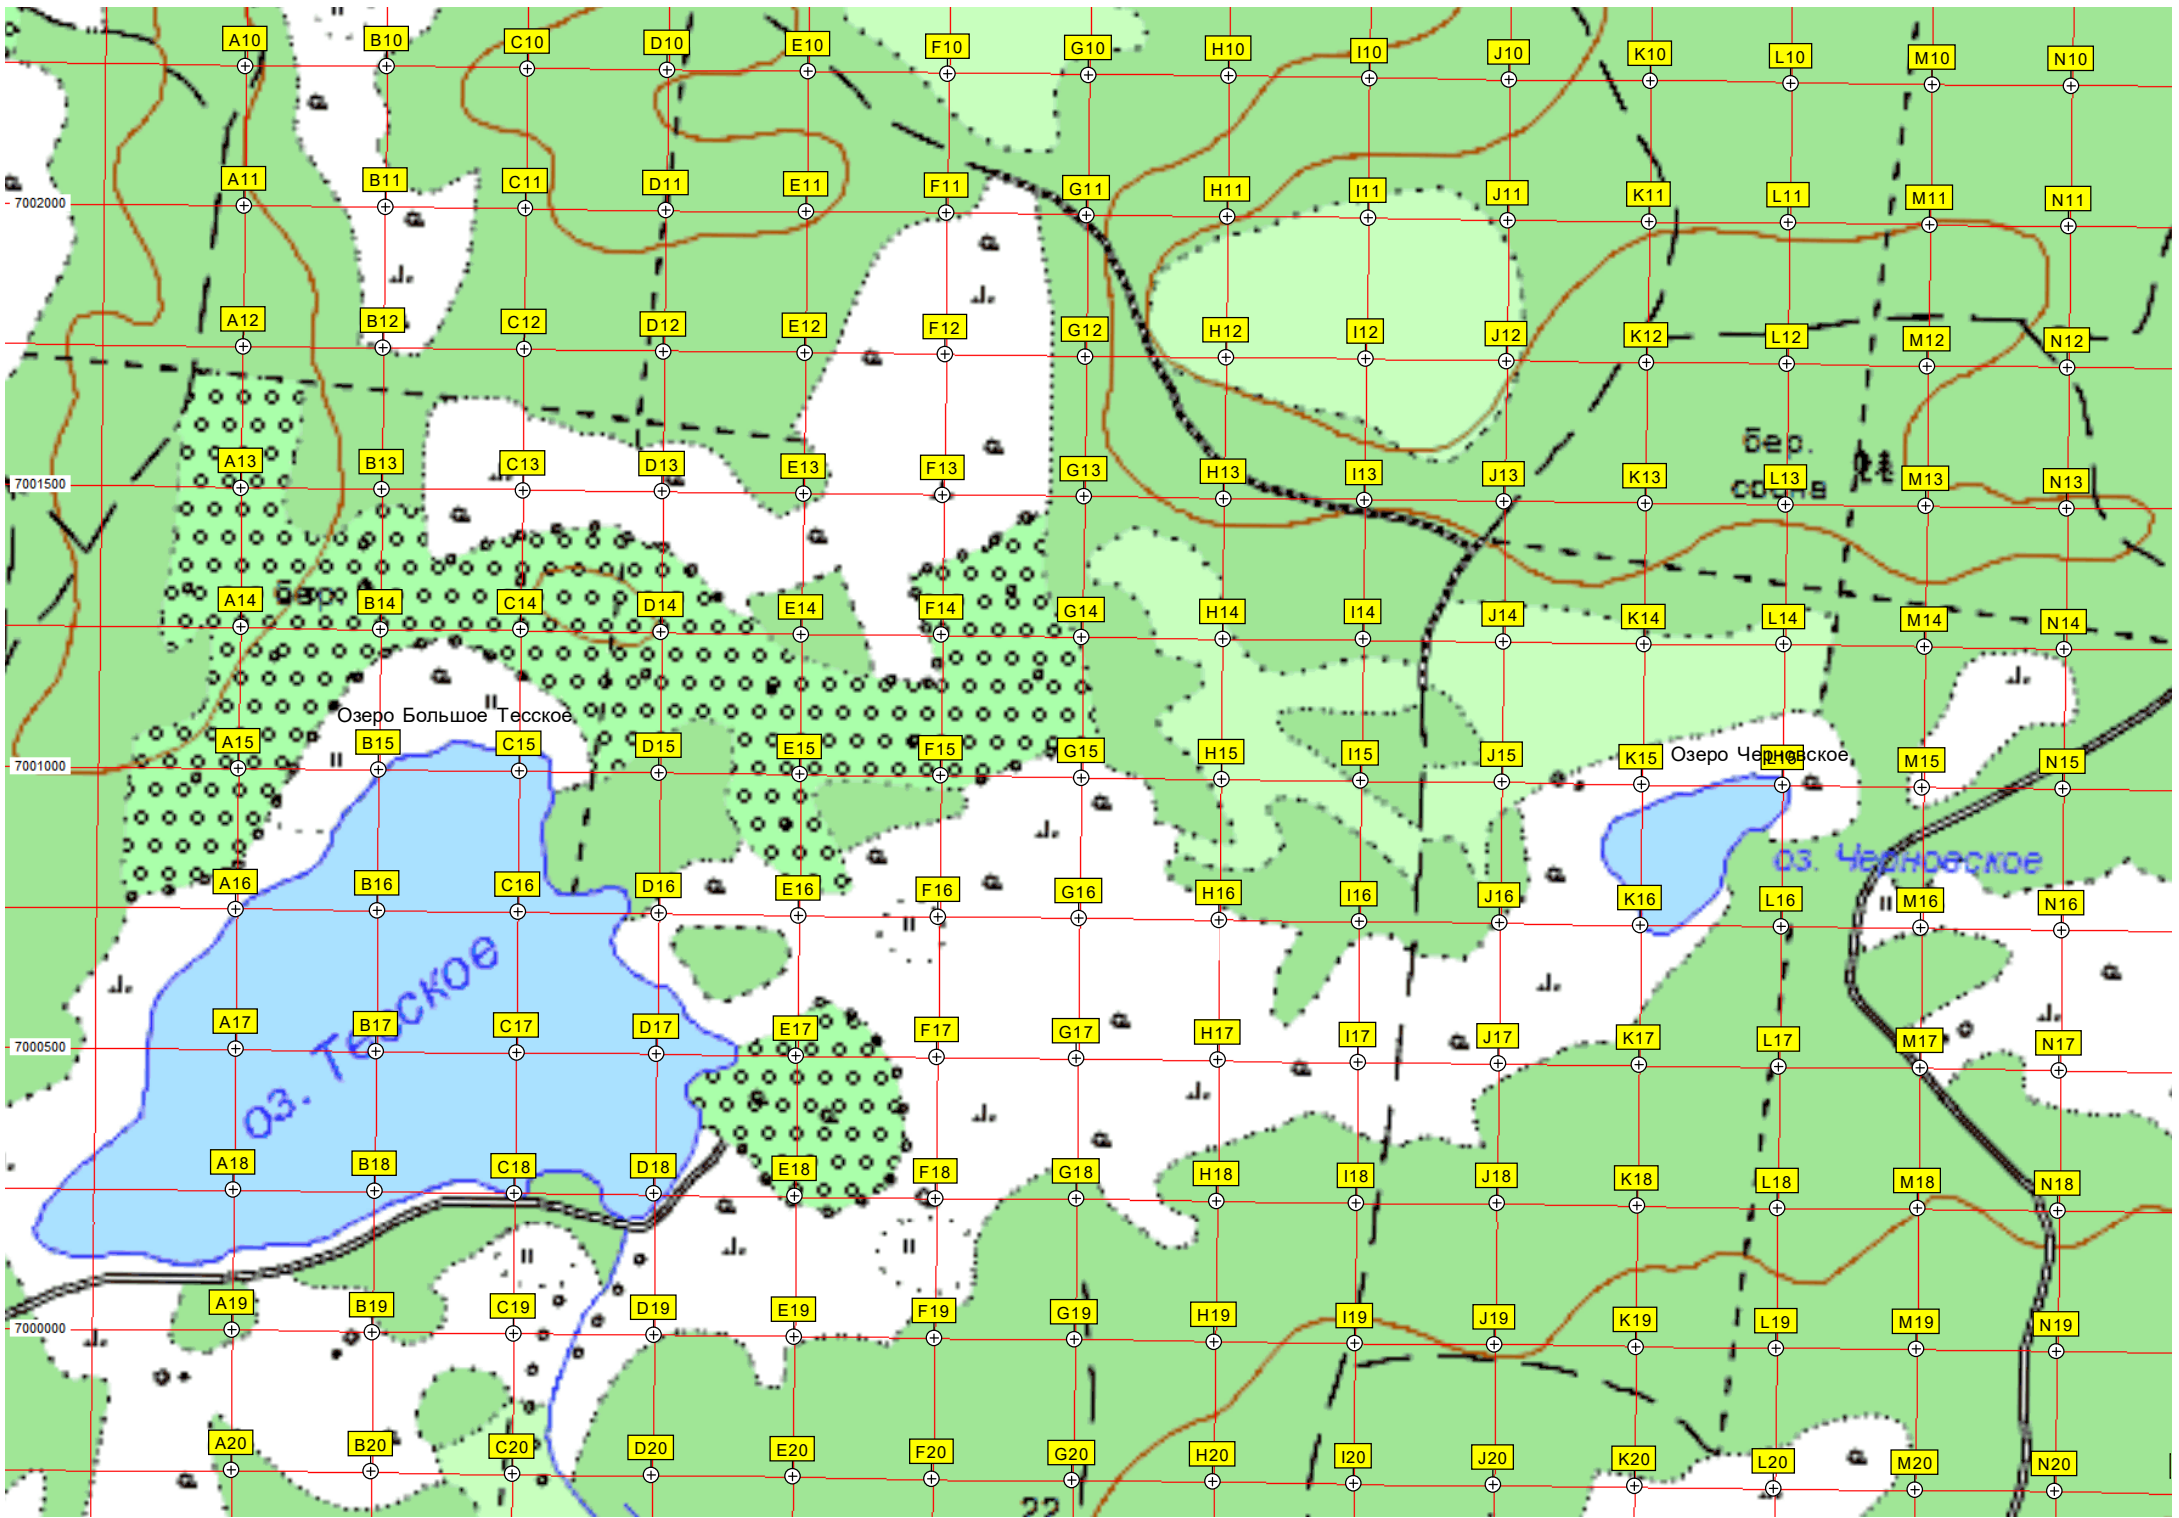 A10 B10 C10 D10 E10 F10 G10 H10 I10 J10 K10 L10 M10 N10
A11 B11 C11 D11 E11 F11 G11 H11 I11 J11 K11 L11 M11 N11
7002000
A12 B12 C12 D12 E12 F12 G12 H12 I12 J12 K12 L12 M12 N12
бер.
A13 B13 C13 D13 E13 F13 G13 H13 I13 J13 K13 L13 M13 N13
7001500
бер.
A14 B14 C14 D14 E14 F14 G14 H14 I14 J14 K14 L14 M14 N14
Озеро Большое Тесское
A15 B15 C15 D15 E15 F15 G15 H15 I15 J15 K15 L15 M15 N15
Озеро Черновское
7001000
оз. Черновское
A16 B16 C16 D16 E16 F16 G16 H16 I16 J16 K16 L16 M16 N16
оз. Тесское
A17 B17 C17 D17 E17 F17 G17 H17 I17 J17 K17 L17 M17 N17
7000500
A18 B18 C18 D18 E18 F18 G18 H18 I18 J18 K18 L18 M18 N18
A19 B19 C19 D19 E19 F19 G19 H19 I19 J19 K19 L19 M19 N19
7000000
A20 B20 C20 D20 E20 F20 G20 H20 I20 J20 K20 L20 M20 N20
22